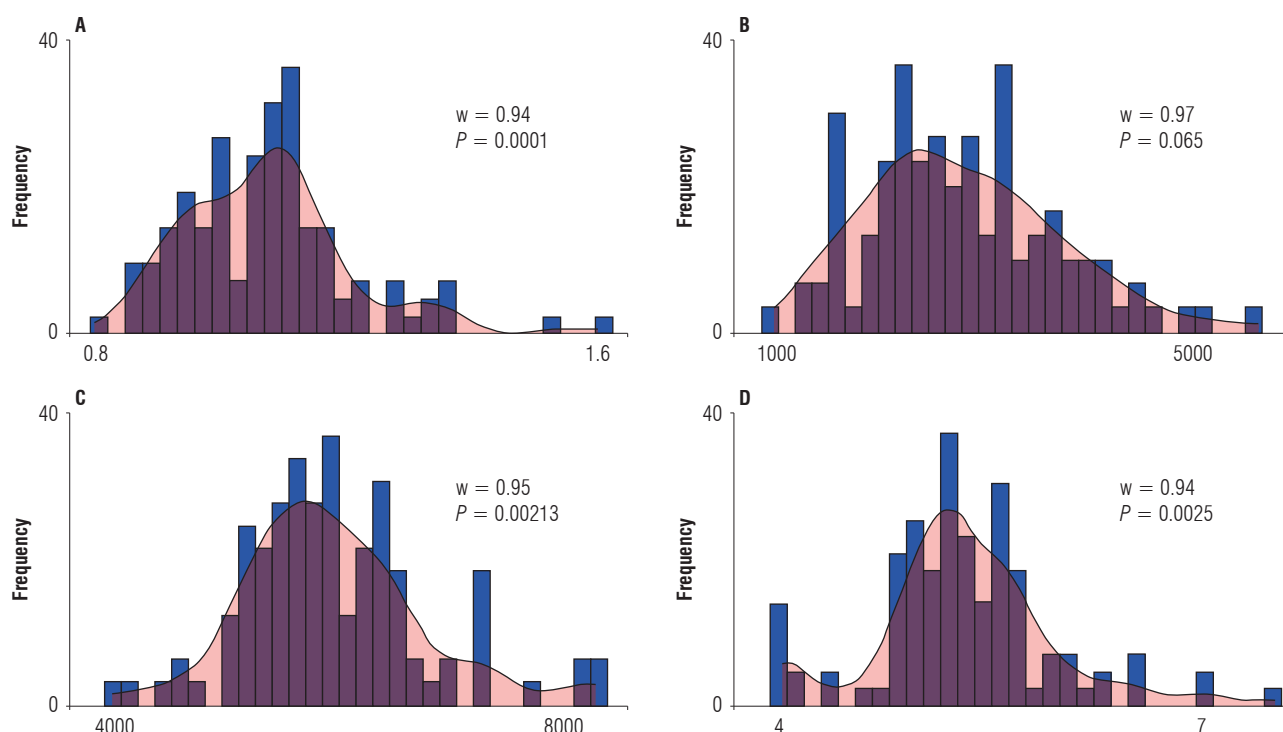 A
40
w = 0.94
P = 0.0001
Frequency
0
0.8
1.6
B
40
w = 0.97
P = 0.065
Frequency
0
1000
5000
C
40
w = 0.95
P = 0.00213
Frequency
0
4000
8000
D
40
w = 0.94
P = 0.0025
Frequency
0
4
7